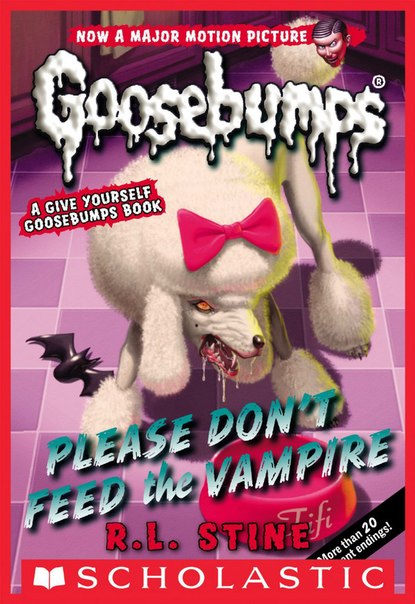 NOW A MAJOR MOTION PICTURE
Goosebumps®
A GIVE YOURSELF
GOOSEBUMPS BOOK
PLEASE DON'T
FEED the VAMPIRE
Fifi
R.L. STINE
More than 20
endings!
SCHOLASTIC